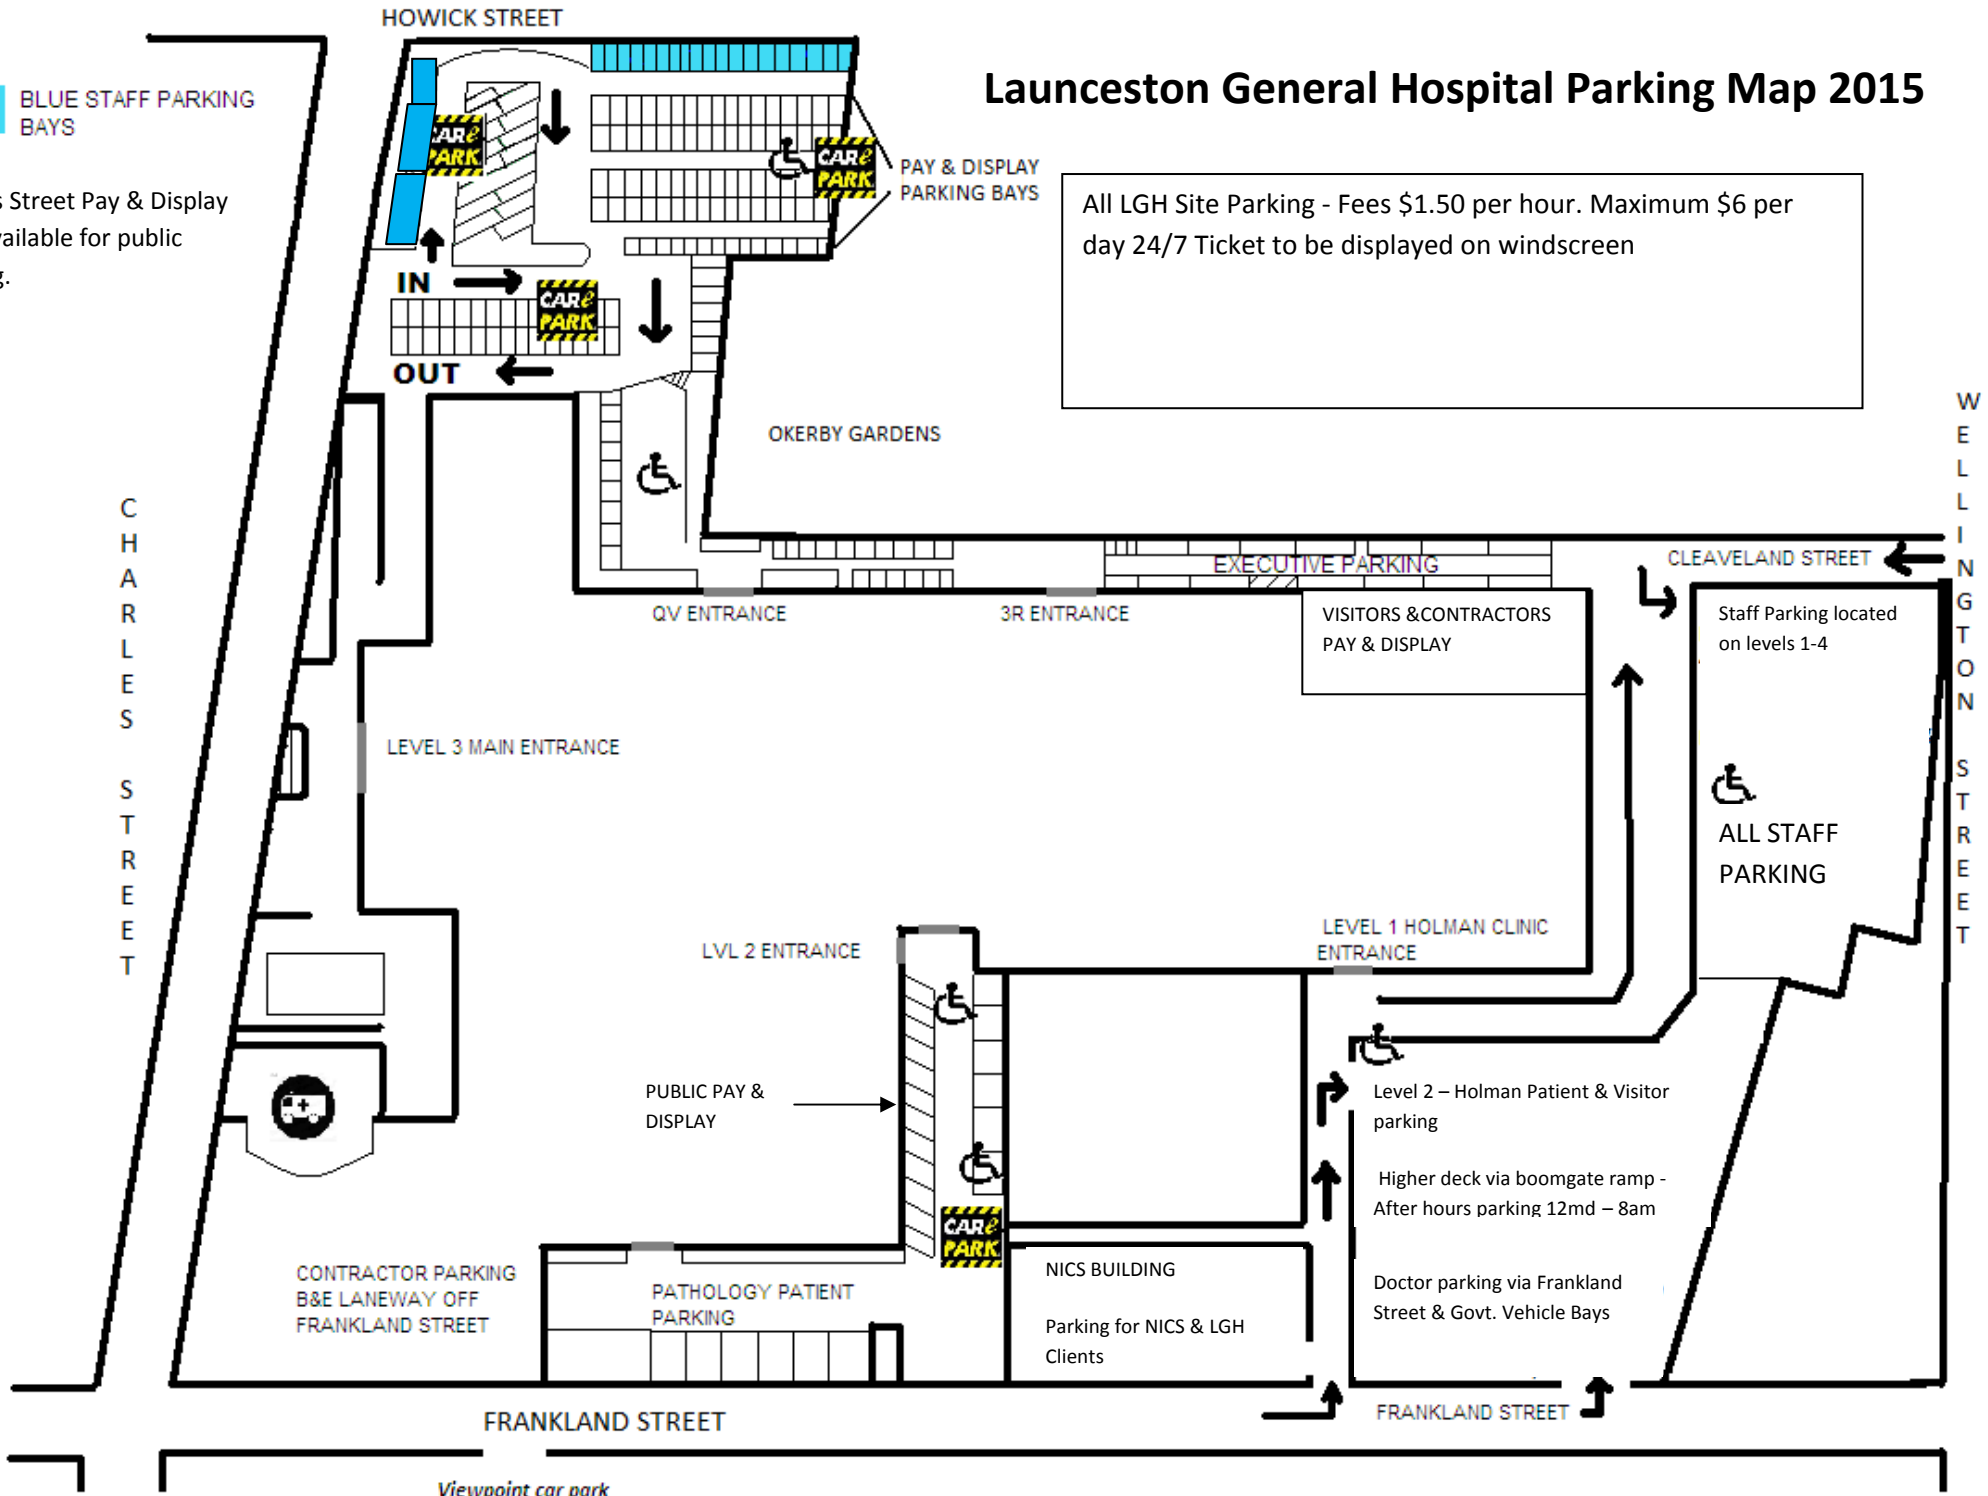 HOWICK STREET
Launceston General Hospital Parking Map 2015
BLUE STAFF PARKING
BAYS
Street Pay & Display
for public
CARe
PARK
CARe
PARK
PAY & DISPLAY
PARKING BAYS
All LGH Site Parking - Fees $1.50 per hour. Maximum $6 per
day 24/7 Ticket to be displayed on windscreen
IN
CARe
PARK
OUT
OKERBY GARDENS
CHARLES STREET
WELLINGTON STREET
EXECUTIVE PARKING
CLEAVELAND STREET
QV ENTRANCE
3R ENTRANCE
VISITORS &CONTRACTORS
PAY & DISPLAY
Staff Parking located
on levels 1-4
LEVEL 3 MAIN ENTRANCE
ALL STAFF
PARKING
LVL 2 ENTRANCE
LEVEL 1 HOLMAN CLINIC
ENTRANCE
PUBLIC PAY &
DISPLAY
Level 2 – Holman Patient & Visitor
parking
Higher deck via boomgate ramp -
After hours parking 12md – 8am
CARe
PARK
CONTRACTOR PARKING
B&E LANEWAY OFF
FRANKLAND STREET
PATHOLOGY PATIENT
PARKING
NICS BUILDING
Parking for NICS & LGH
Clients
Doctor parking via Frankland
Street & Govt. Vehicle Bays
FRANKLAND STREET
FRANKLAND STREET
Viewpoint car park